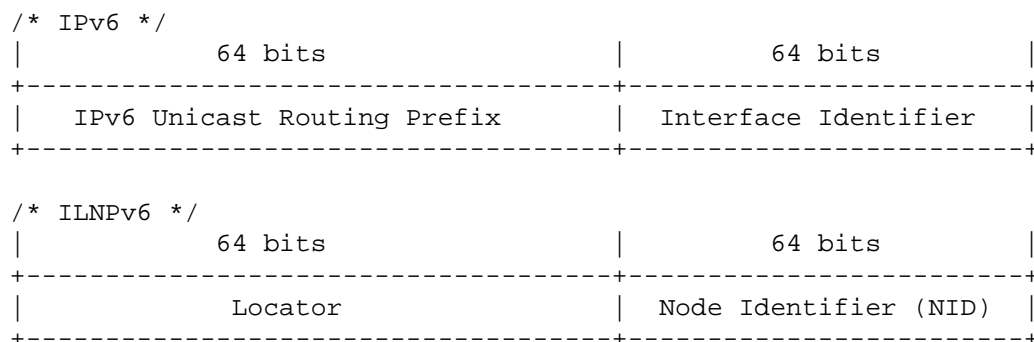 /* IPv6 */
|            64 bits                 |         64 bits        |
+------------------------------------+------------------------+
|   IPv6 Unicast Routing Prefix      |  Interface Identifier  |
+------------------------------------+------------------------+
/* ILNPv6 */
|            64 bits                 |         64 bits        |
+------------------------------------+------------------------+
|             Locator                |  Node Identifier (NID) |
+------------------------------------+------------------------+